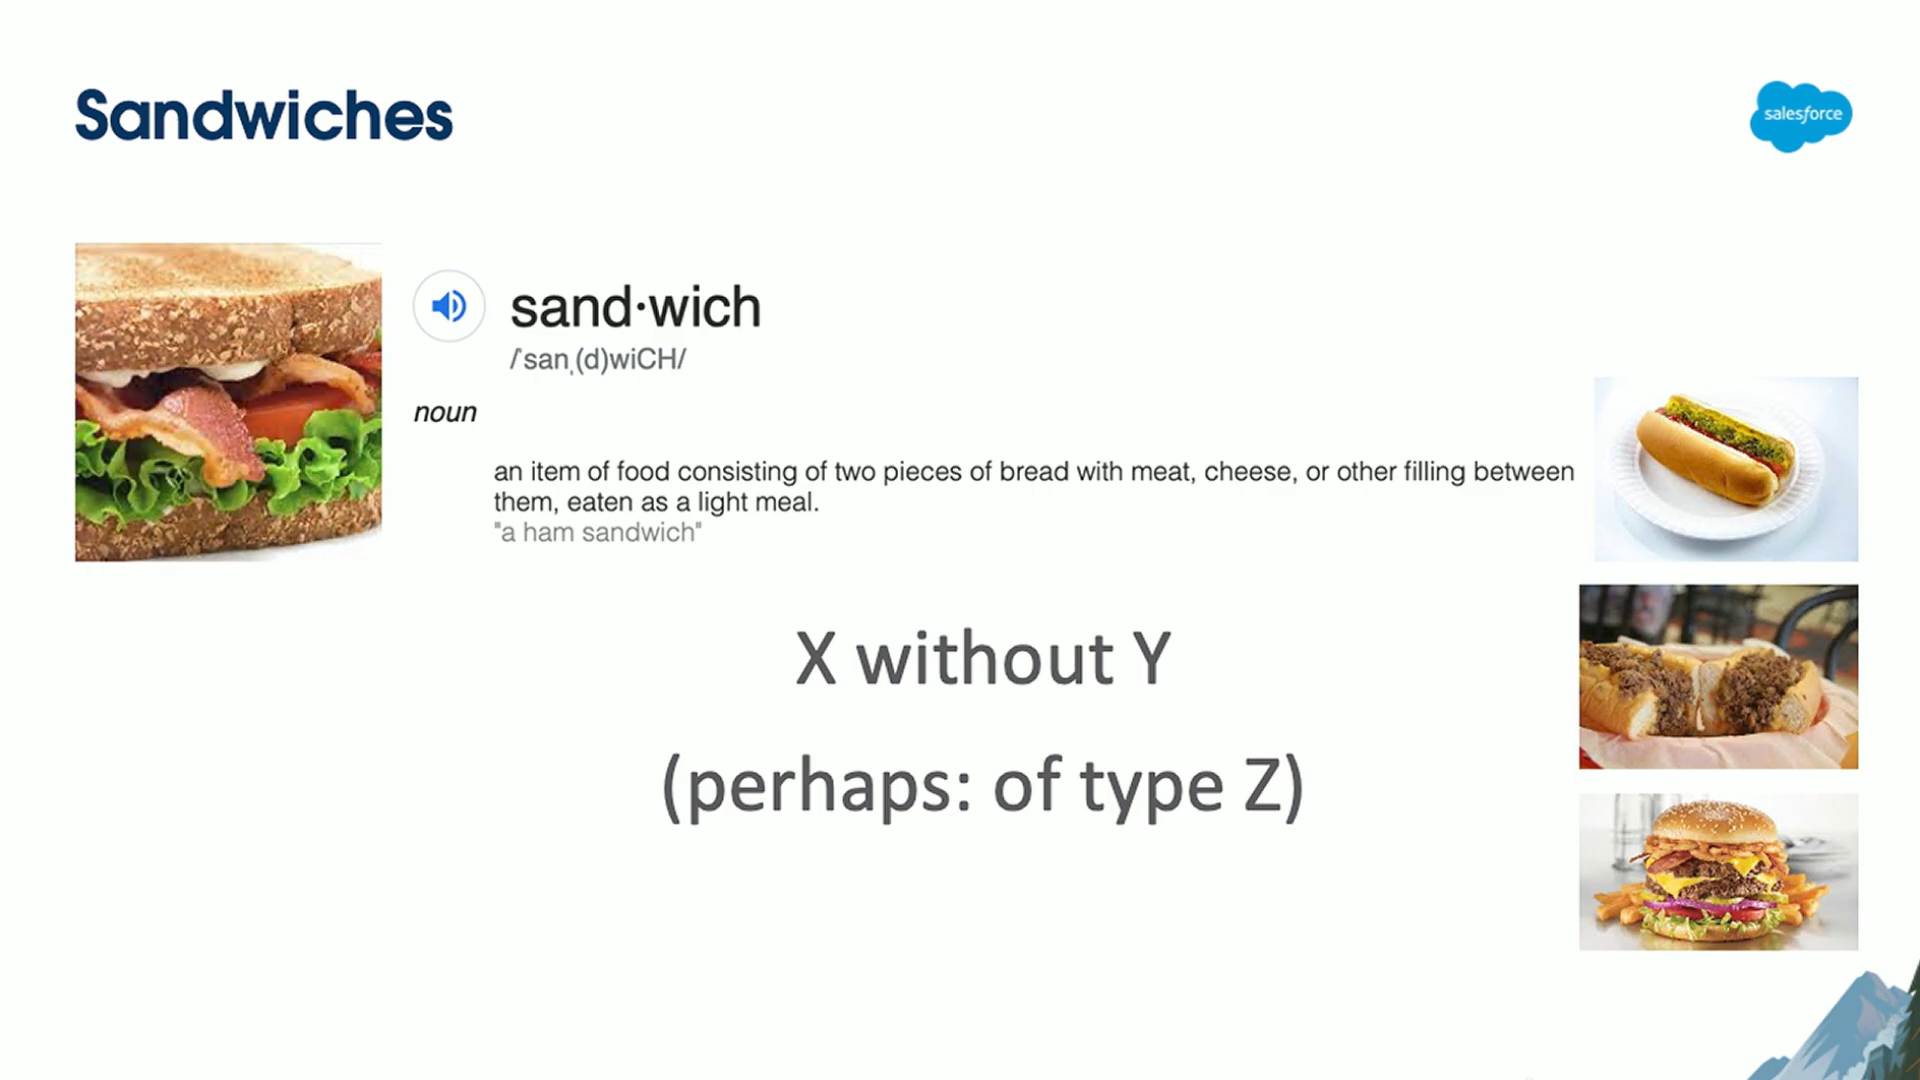 Sandwiches
salesforce
sand·wich
/ˈsan,(d)wiCH/
noun
an item of food consisting of two pieces of bread with meat, cheese, or other filling between
them, eaten as a light meal.
"a ham sandwich"
X without Y
(perhaps: of type Z)